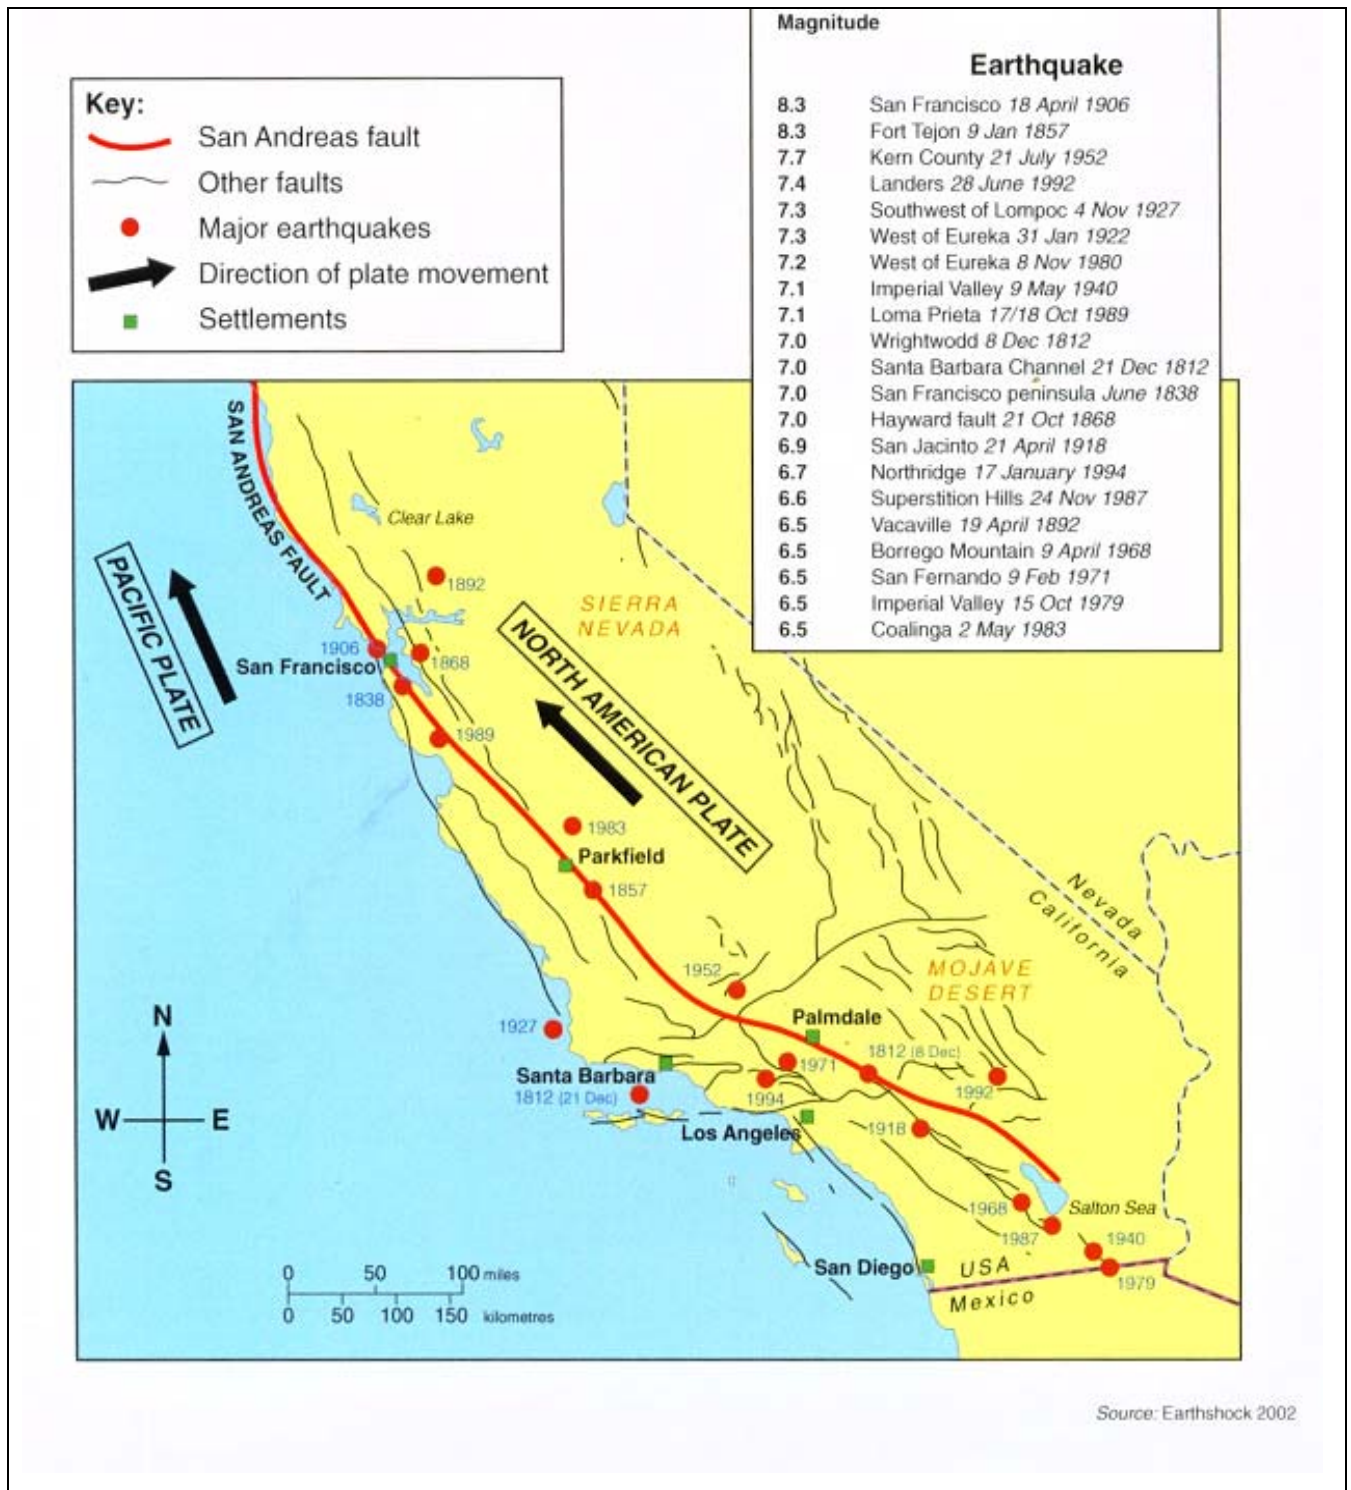 Magnitude
Earthquake
8.3 San Francisco 18 April 1906
8.3 Fort Tejon 9 Jan 1857
7.7 Kern County 21 July 1952
7.4 Landers 28 June 1992
7.3 Southwest of Lompoc 4 Nov 1927
7.3 West of Eureka 31 Jan 1922
7.2 West of Eureka 8 Nov 1980
7.1 Imperial Valley 9 May 1940
7.1 Loma Prieta 17/18 Oct 1989
7.0 Wrightwodd 8 Dec 1812
7.0 Santa Barbara Channel 21 Dec 1812
7.0 San Francisco peninsula June 1838
7.0 Hayward fault 21 Oct 1868
6.9 San Jacinto 21 April 1918
6.7 Northridge 17 January 1994
6.6 Superstition Hills 24 Nov 1987
6.5 Vacaville 19 April 1892
6.5 Borrego Mountain 9 April 1968
6.5 San Fernando 9 Feb 1971
6.5 Imperial Valley 15 Oct 1979
6.5 Coalinga 2 May 1983
Key:
San Andreas fault
Other faults
Major earthquakes
Direction of plate movement
Settlements
SAN ANDREAS FAULT
Clear Lake
PACIFIC PLATE
1892
SIERRA
NEVADA
NORTH AMERICAN PLATE
1906
San Francisco
1868
1838
1989
1983
Parkfield
1857
Nevada
California
1952
MOJAVE
DESERT
Palmdale
1927
1812 (8 Dec)
1971
Santa Barbara
1812 (21 Dec)
1994
1992
Los Angeles
1918
1968
Salton Sea
1987
1940
San Diego
USA
1979
Mexico
N
W E
S
0 50 100 miles
0 50 100 150 kilometres
Source: Earthshock 2002